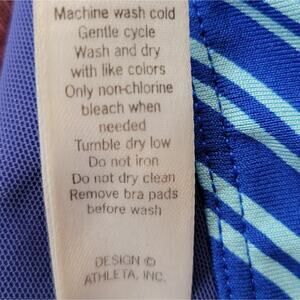 Machine wash cold
Gentle cycle
Wash and dry
with like colors
Only non-chlorine
bleach when
needed
Tumble dry low
Do not iron
Do not dry clean
Remove bra pads
before wash
DESIGN ©
ATHLETA, INC.